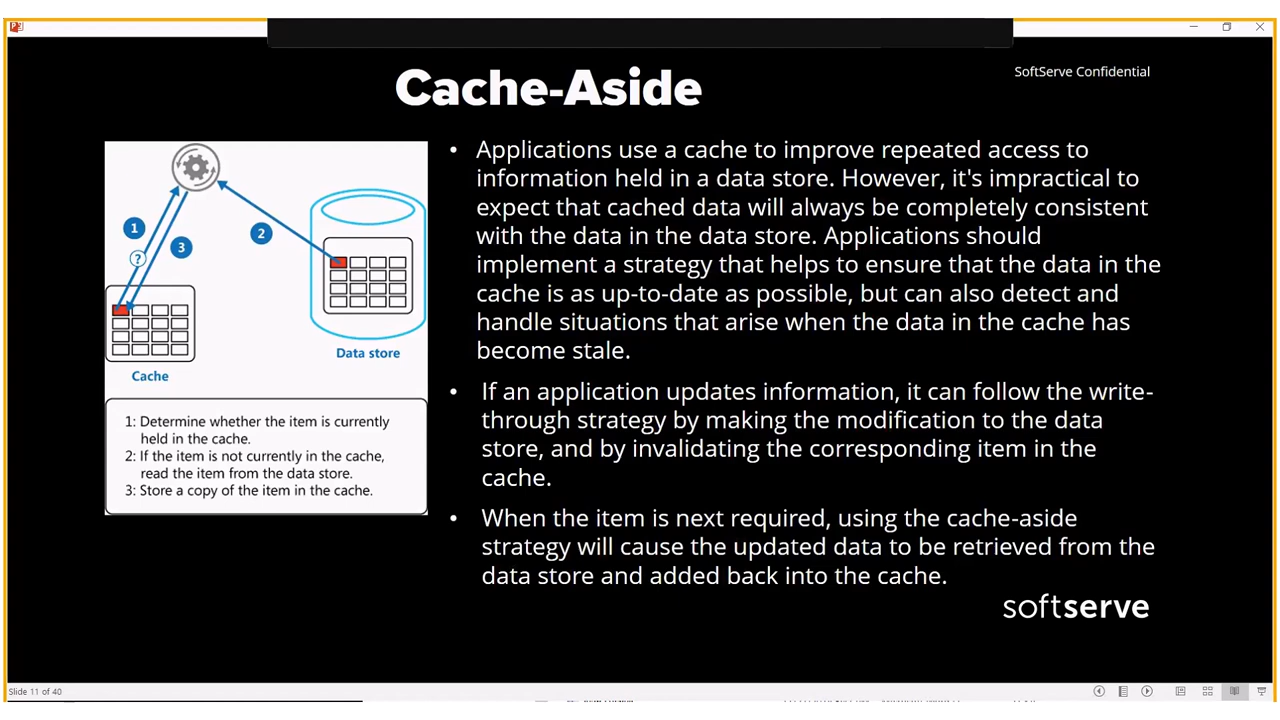 SoftServe Confidential
Cache-Aside
1
3
2
?
Data store
Cache
1: Determine whether the item is currently
held in the cache.
2: If the item is not currently in the cache,
read the item from the data store.
3: Store a copy of the item in the cache.
• Applications use a cache to improve repeated access to
information held in a data store. However, it's impractical to
expect that cached data will always be completely consistent
with the data in the data store. Applications should
implement a strategy that helps to ensure that the data in the
cache is as up-to-date as possible, but can also detect and
handle situations that arise when the data in the cache has
become stale.
• If an application updates information, it can follow the write-
through strategy by making the modification to the data
store, and by invalidating the corresponding item in the
cache.
• When the item is next required, using the cache-aside
strategy will cause the updated data to be retrieved from the
data store and added back into the cache.
softserve
Slide 11 of 40